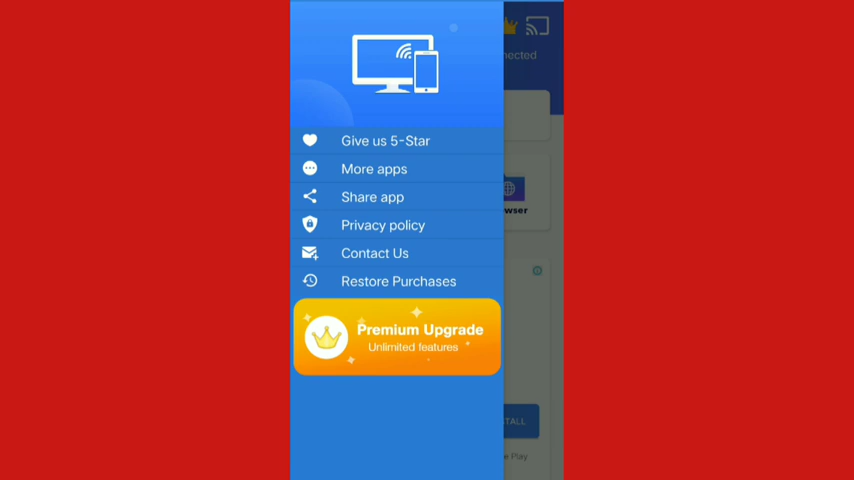 Give us 5-Star
More apps
Share app
Privacy policy
Contact Us
Restore Purchases
Premium Upgrade
Unlimited features